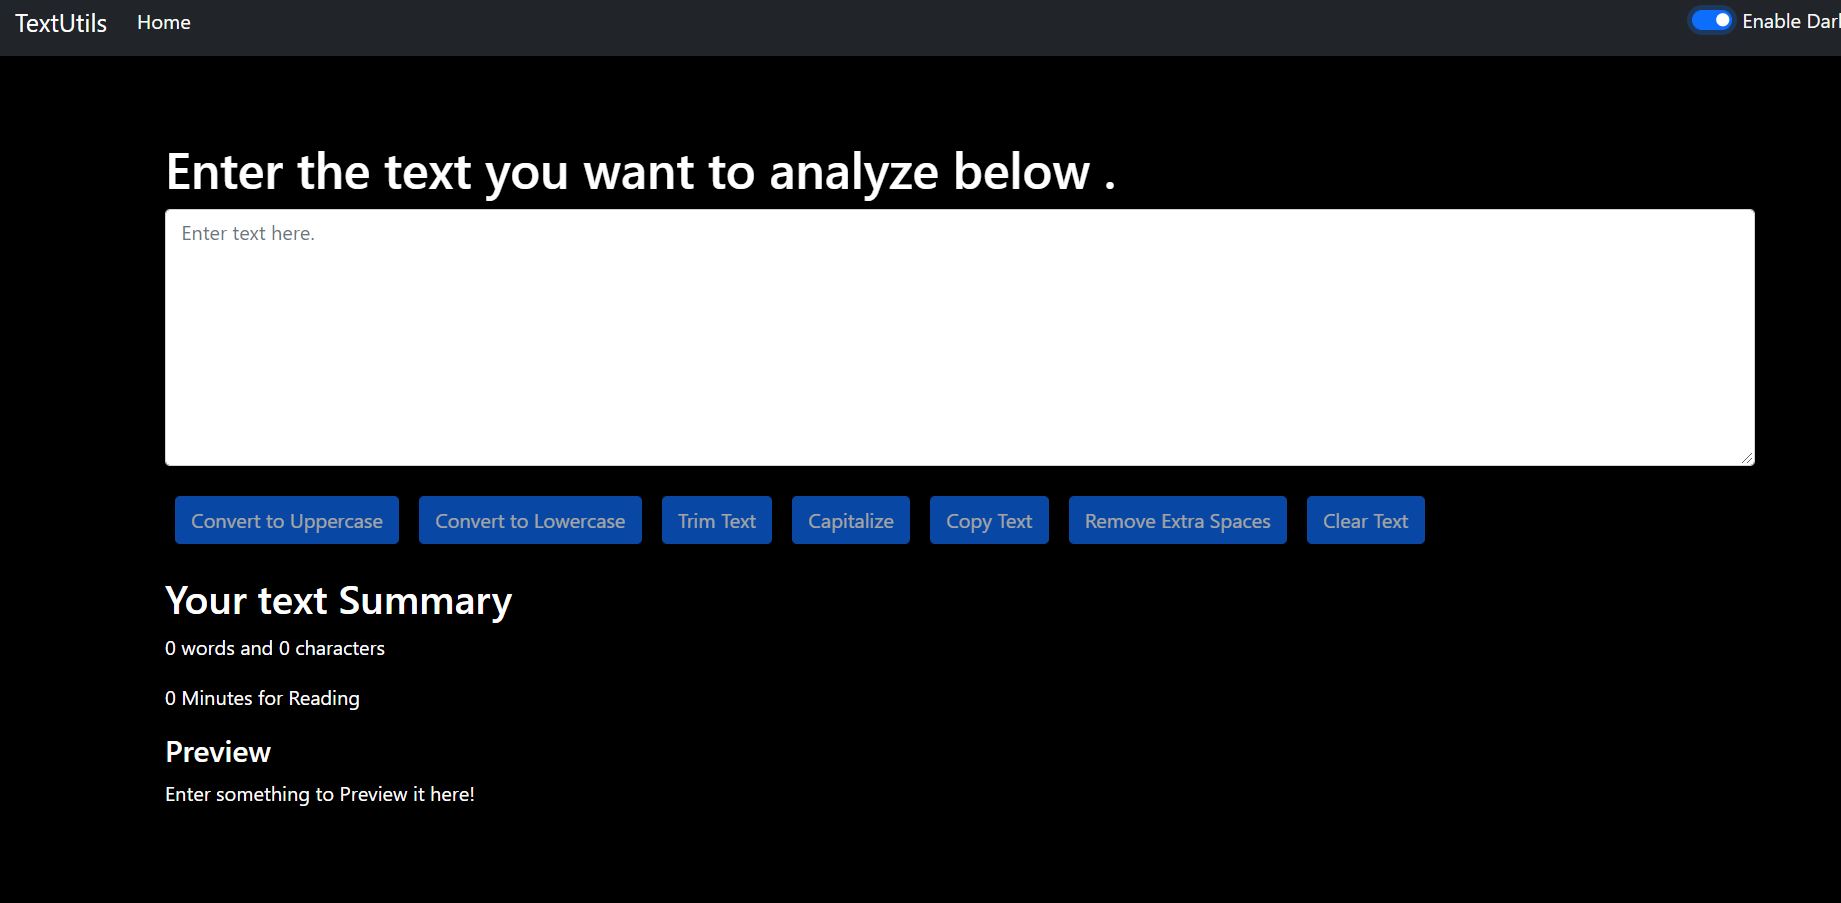 TextUtils Home Enable Dar
Enter the text you want to analyze below .
Enter text here.
Convert to Uppercase Convert to Lowercase Trim Text Capitalize Copy Text Remove Extra Spaces Clear Text
Your text Summary
0 words and 0 characters
0 Minutes for Reading
Preview
Enter something to Preview it here!